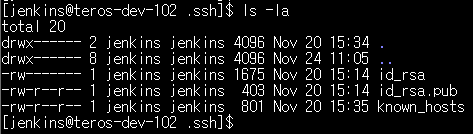 [jenkins@teros-dev-102 .ssh]$ ls -la
total 20
drwx------ 2 jenkins jenkins 4096 Nov 20 15:34 .
drwx------ 8 jenkins jenkins 4096 Nov 24 11:05 ..
-rw------- 1 jenkins jenkins 1675 Nov 20 15:14 id_rsa
-rw-r--r-- 1 jenkins jenkins  403 Nov 20 15:14 id_rsa.pub
-rw-r--r-- 1 jenkins jenkins  801 Nov 20 15:35 known_hosts
[jenkins@teros-dev-102 .ssh]$